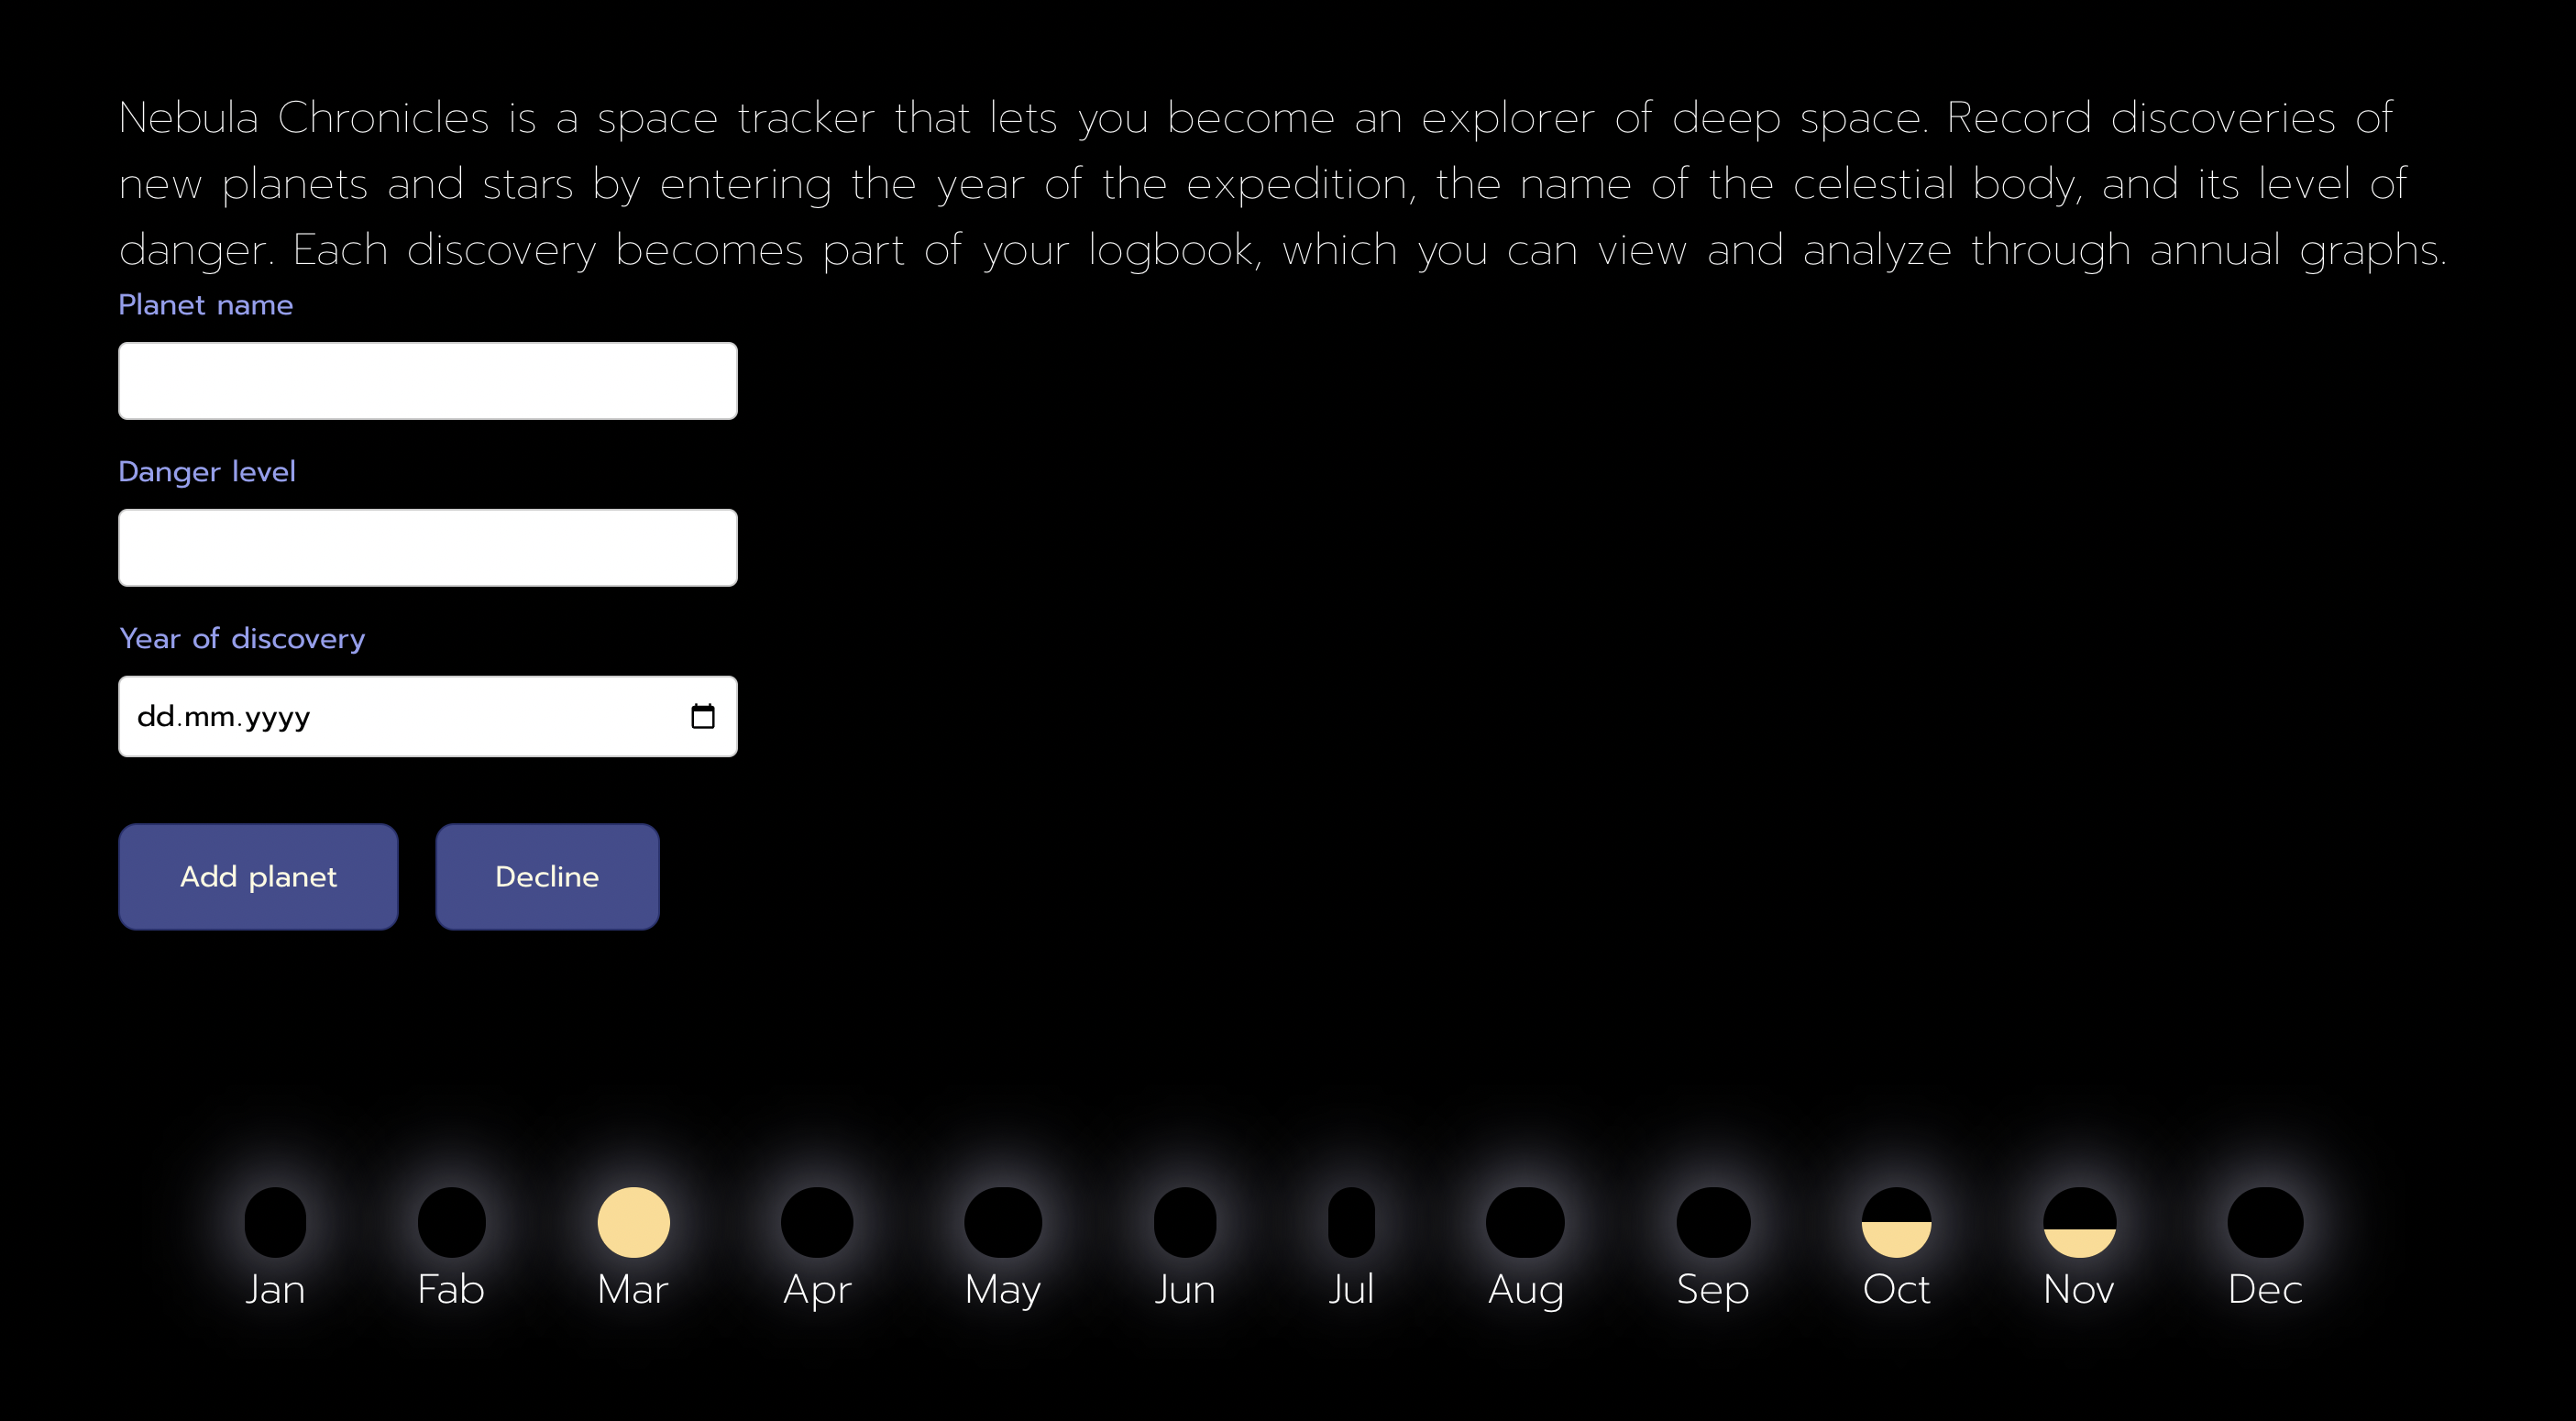 Nebula Chronicles is a space tracker that lets you become an explorer of deep space. Record discoveries of
new planets and stars by entering the year of the expedition, the name of the celestial body, and its level of
danger. Each discovery becomes part of your logbook, which you can view and analyze through annual graphs.
Planet name
Danger level
Year of discovery
dd.mm.yyyy
Add planet Decline
Jan Fab Mar Apr May Jun Jul Aug Sep Oct Nov Dec